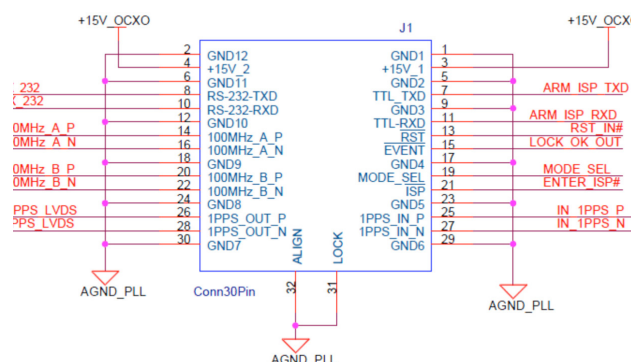 +15V_OCXO
+15V_OCXO
J1
2 GND12 GND1 1
4 +15V_2 +15V_1 3
6 GND11 GND2 5
_232 8 RS-232-TXD TTL_TXD 7 ARM_ISP_TXD
_232 10 RS-232-RXD GND3 9
12 GND10 TTL-RXD 11 ARM_ISP_RXD
0MHz_A_P 14 100MHz_A_P RST 13 RST_IN#
0MHz_A_N 16 100MHz_A_N EVENT 15 LOCK_OK_OUT
18 GND9 GND4 17
0MHz_B_P 20 100MHz_B_P MODE_SEL 19 MODE_SEL
0MHz_B_N 22 100MHz_B_N ISP 21 ENTER_ISP#
24 GND8 GND5 23
1PPS_LVDS 26 1PPS_OUT_P 1PPS_IN_P 25 IN_1PPS_P
PPS_LVDS 28 1PPS_OUT_N 1PPS_IN_N 27 IN_1PPS_N
30 GND7 GND6 29
ALIGN LOCK
32 31
Conn30Pin
AGND_PLL
AGND_PLL
AGND_PLL